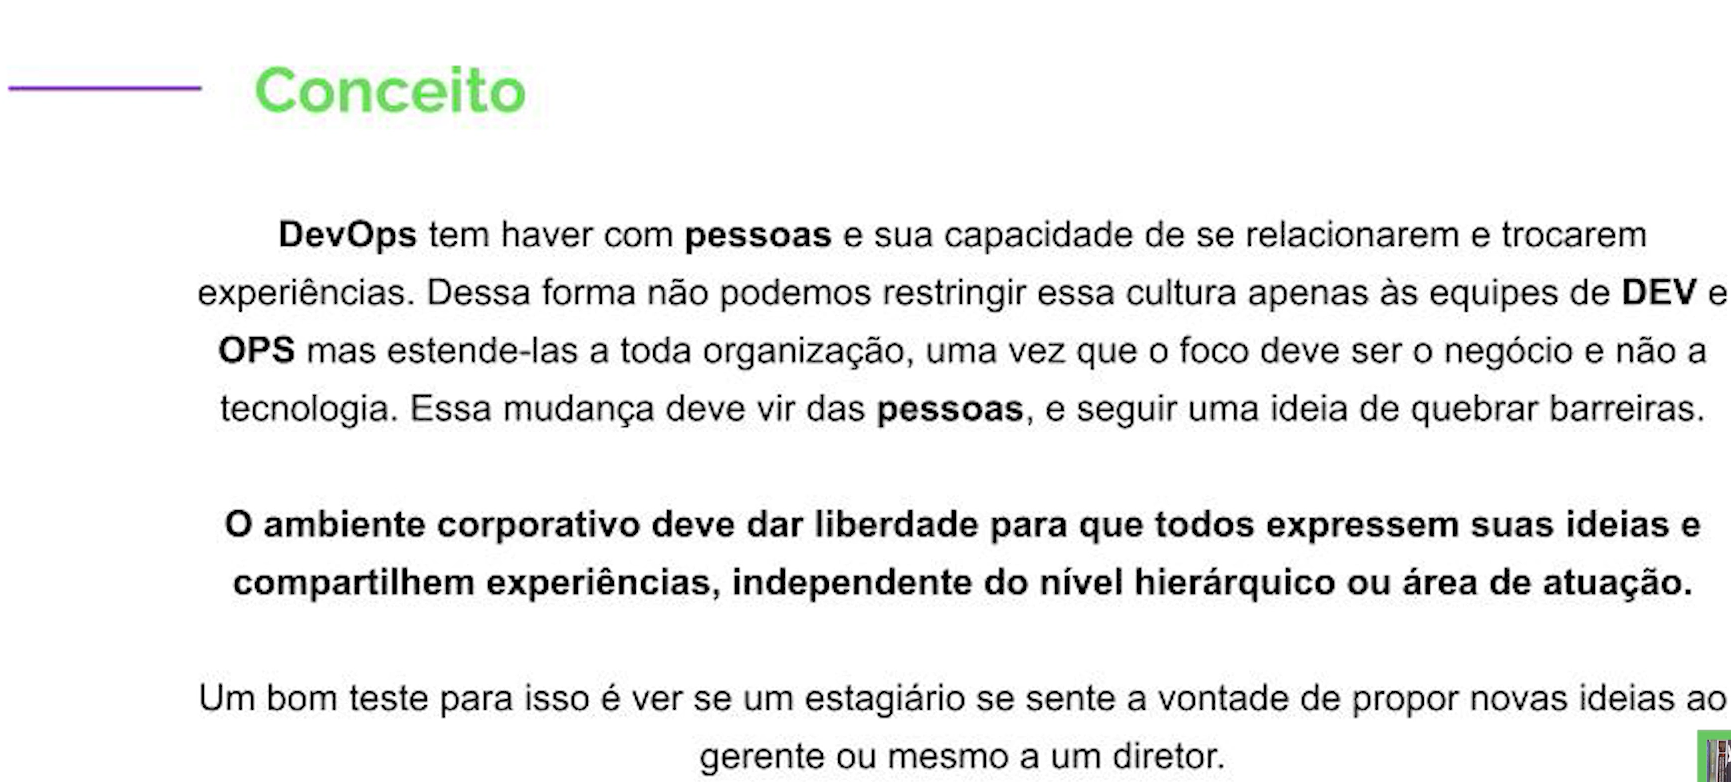 Conceito
DevOps tem haver com pessoas e sua capacidade de se relacionarem e trocarem
experiências. Dessa forma não podemos restringir essa cultura apenas às equipes de DEV e
OPS mas estende-las a toda organização, uma vez que o foco deve ser o negócio e não a
tecnologia. Essa mudança deve vir das pessoas, e seguir uma ideia de quebrar barreiras.
O ambiente corporativo deve dar liberdade para que todos expressem suas ideias e
compartilhem experiências, independente do nível hierárquico ou área de atuação.
Um bom teste para isso é ver se um estagiário se sente a vontade de propor novas ideias ao
gerente ou mesmo a um diretor.